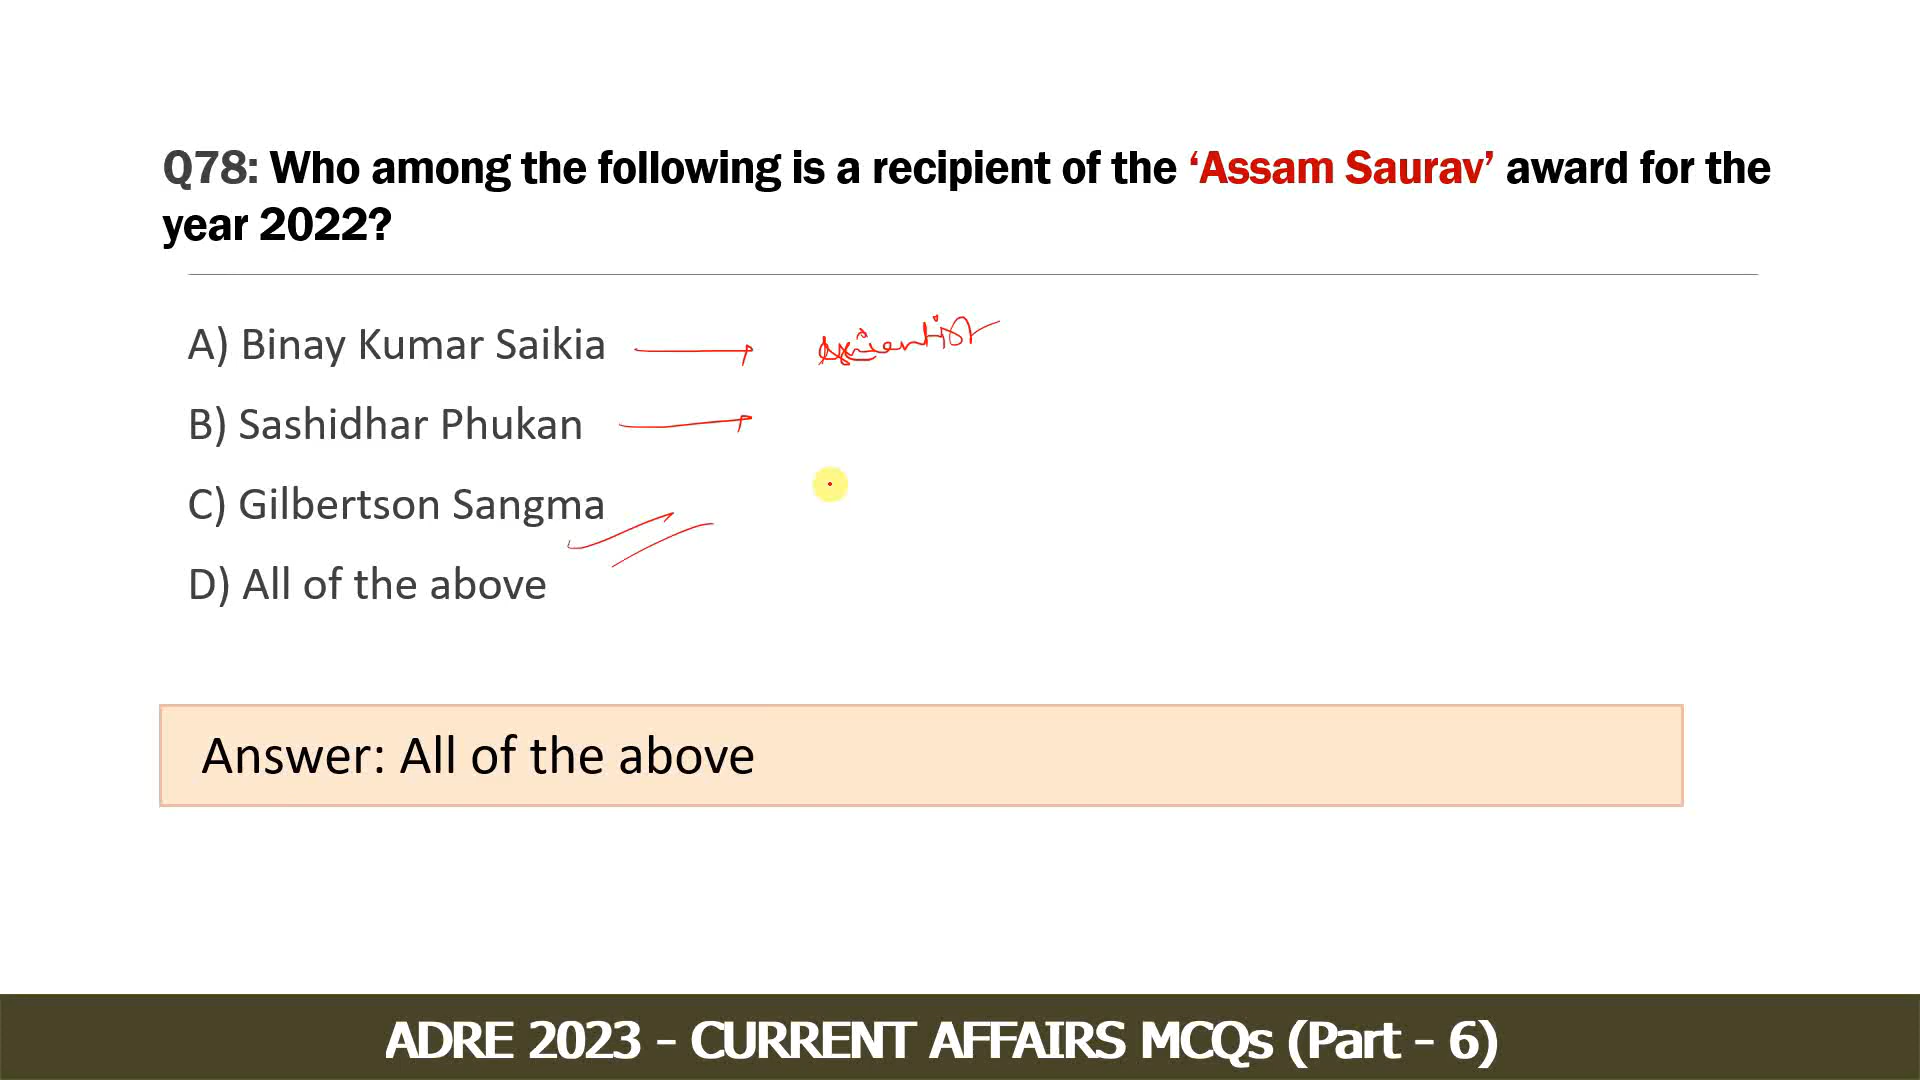 Q78: Who among the following is a recipient of the ‘Assam Saurav’ award for the
year 2022?
A) Binay Kumar Saikia
scientist
B) Sashidhar Phukan
C) Gilbertson Sangma
D) All of the above
Answer: All of the above
ADRE 2023 - CURRENT AFFAIRS MCQs (Part - 6)